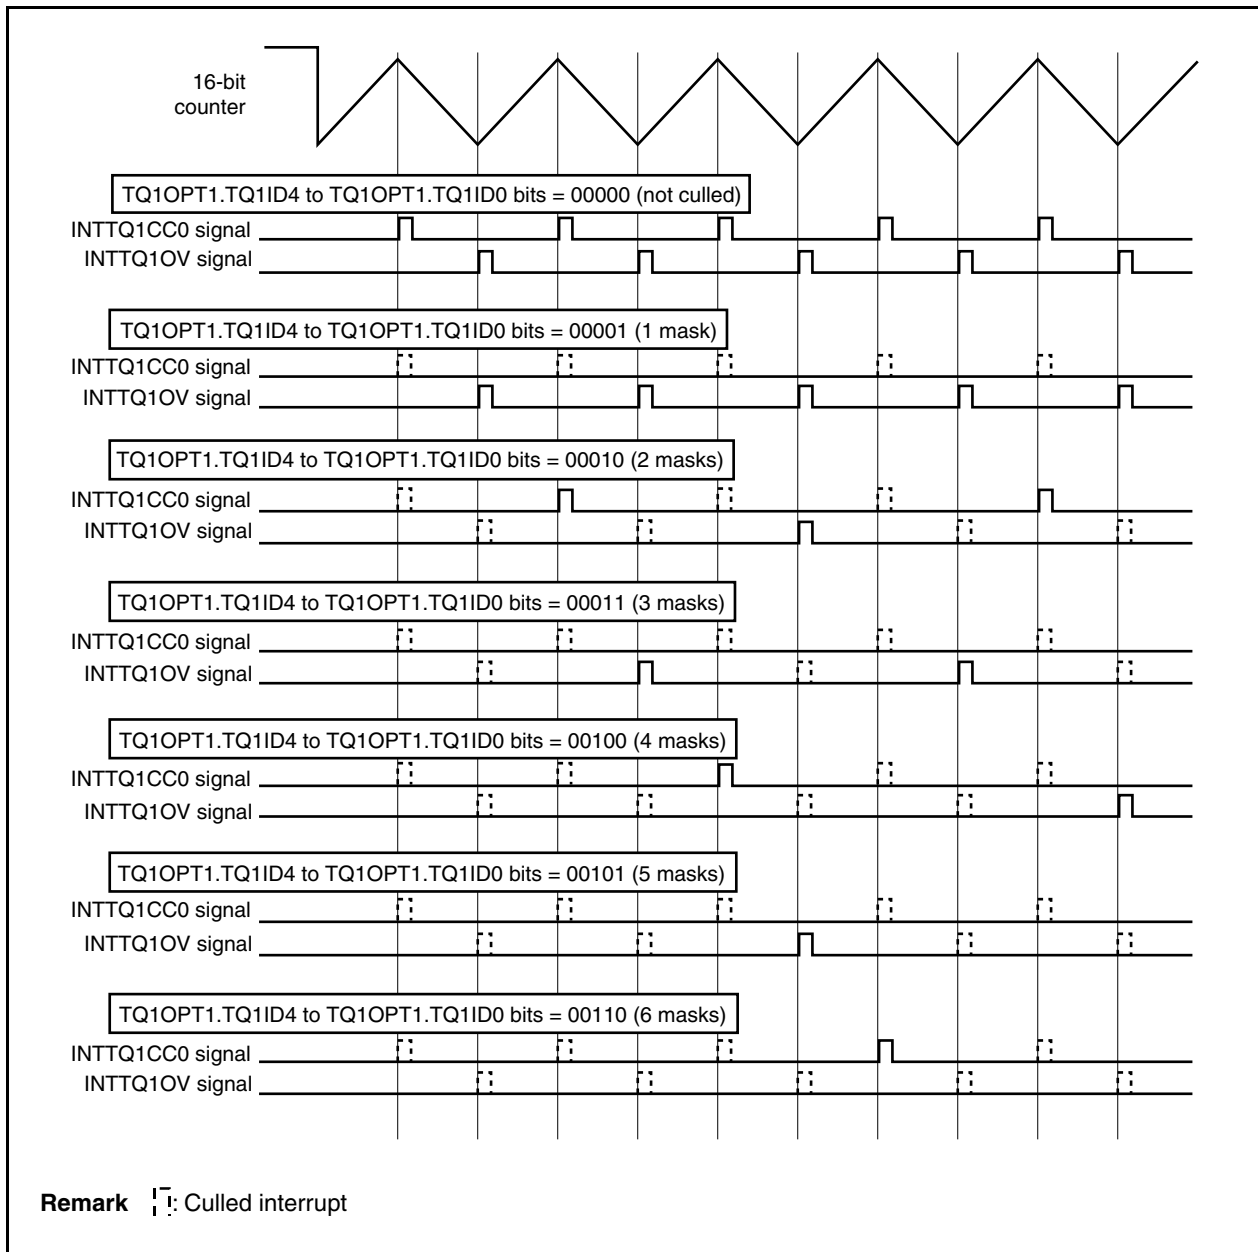 16-bit
counter
TQ1OPT1.TQ1ID4 to TQ1OPT1.TQ1ID0 bits = 00000 (not culled)
INTTQ1CC0 signal
INTTQ1OV signal
TQ1OPT1.TQ1ID4 to TQ1OPT1.TQ1ID0 bits = 00001 (1 mask)
INTTQ1CC0 signal
INTTQ1OV signal
TQ1OPT1.TQ1ID4 to TQ1OPT1.TQ1ID0 bits = 00010 (2 masks)
INTTQ1CC0 signal
INTTQ1OV signal
TQ1OPT1.TQ1ID4 to TQ1OPT1.TQ1ID0 bits = 00011 (3 masks)
INTTQ1CC0 signal
INTTQ1OV signal
TQ1OPT1.TQ1ID4 to TQ1OPT1.TQ1ID0 bits = 00100 (4 masks)
INTTQ1CC0 signal
INTTQ1OV signal
TQ1OPT1.TQ1ID4 to TQ1OPT1.TQ1ID0 bits = 00101 (5 masks)
INTTQ1CC0 signal
INTTQ1OV signal
TQ1OPT1.TQ1ID4 to TQ1OPT1.TQ1ID0 bits = 00110 (6 masks)
INTTQ1CC0 signal
INTTQ1OV signal
Remark : Culled interrupt